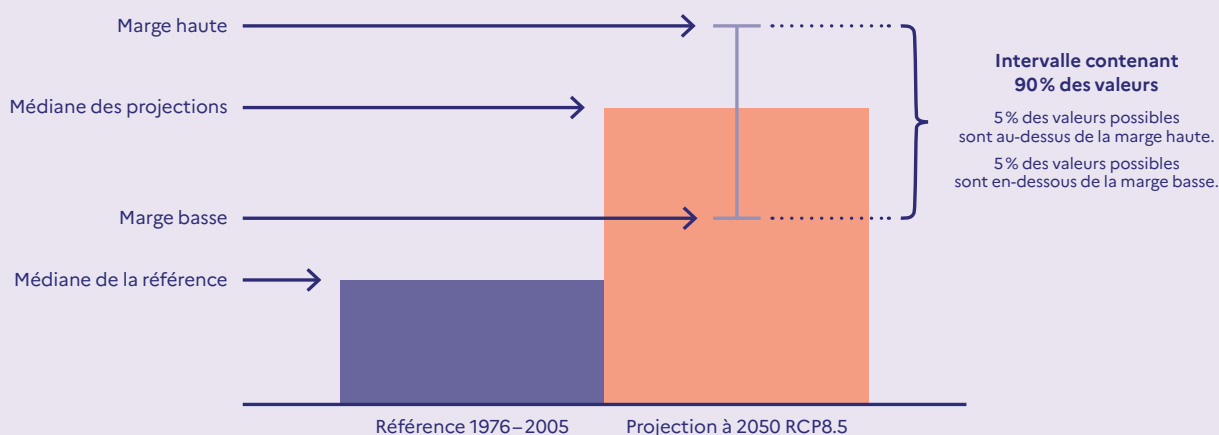 Marge haute
Médiane des projections
Marge basse
Médiane de la référence
Intervalle contenant
90 % des valeurs
5 % des valeurs possibles
sont au-dessus de la marge haute.
5 % des valeurs possibles
sont en-dessous de la marge basse.
Référence 1976–2005
Projection à 2050 RCP8.5